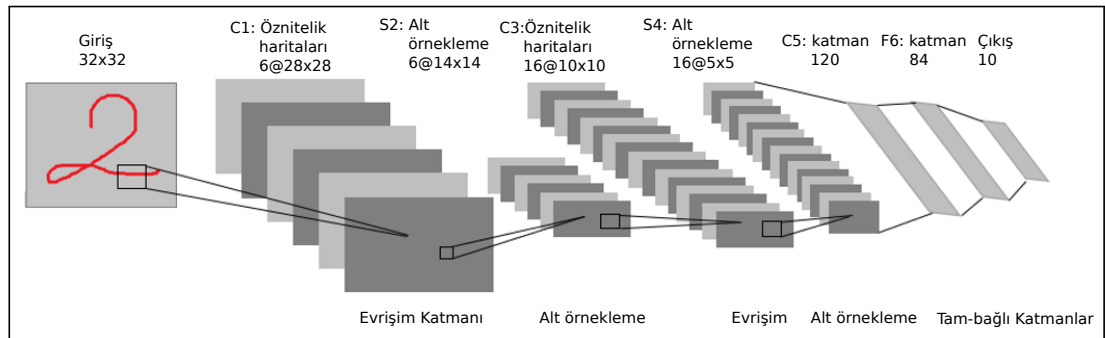 Giriş
32x32
C1: Öznitelik
haritaları
6@28x28
S2: Alt
örnekleme
6@14x14
C3:Öznitelik
haritaları
16@10x10
S4: Alt
örnekleme
16@5x5
C5: katman
120
F6: katman
84
Çıkış
10
2
Evrişim Katmanı
Alt örnekleme
Evrişim
Alt örnekleme
Tam-bağlı Katmanlar